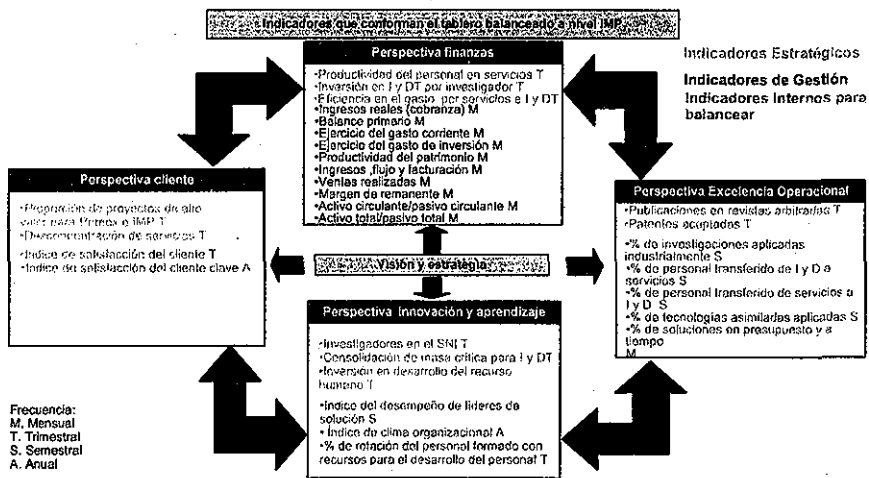 Indicadores que conforman el tablero balanceado a nivel IMP
Perspectiva finanzas
•Productividad del personal en servicios T
•Inversión en I y DT por investigador T
•Eficiencia en el gasto por servicios e I y DT
•Ingresos reales (cobranza) M
•Balance primario M
•Ejercicio del gasto corriente M
•Ejercicio del gasto de inversión M
•Productividad del patrimonio M
•Ingresos ,flujo y facturación M
•Ventas realizadas M
•Margen de remanente M
•Activo circulante/pasivo circulante M
•Activo total/pasivo total M
Indicadores Estratégicos
Indicadores de Gestión
Indicadores Internos para
balancear
Perspectiva cliente
•Proporción de proyectos de alto
valor para Pemex e IMP T
•Desconcentración de servicios T
•Indice de satisfacción del cliente T
•Indice de satisfacción del cliente clave A
Visión y estrategia
Perspectiva Excelencia Operacional
•Publicaciones en revistas arbitradas T
•Patentes aceptadas T
•% de investigaciones aplicadas
industrialmente S
•% de personal transferido de I y D a
servicios S
•% de personal transferido de servicios a
I y D S
•% de tecnologías asimiladas aplicadas S
•% de soluciones en presupuesto y a
tiempo
M
Perspectiva Innovación y aprendizaje
•Investigadores en el SNI T
•Consolidación de masa crítica para I y DT
•Inversión en desarrollo del recurso
humano T
•Indice del desempeño de líderes de
solución S
• Indice de clima organizacional A
•% de rotación del personal formado con
recursos para el desarrollo del personal T
Frecuencia:
M, Mensual
T. Trimestral
S. Semestral
A. Anual